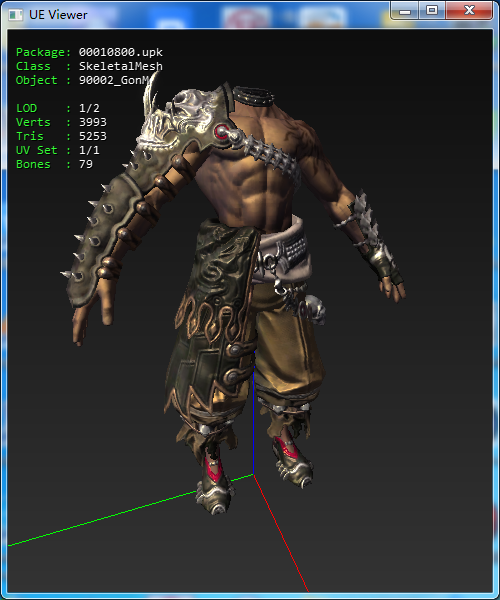 UE Viewer
Package: 00010800.upk
Class : SkeletalMesh
Object : 90002_GonM
LOD : 1/2
Verts : 3993
Tris : 5253
UV Set : 1/1
Bones : 79